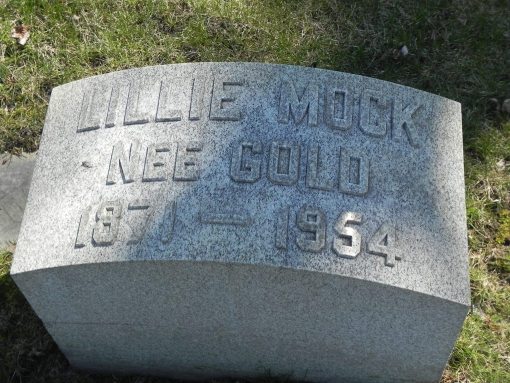 LILLIE MOCK
NEE GOLD
1871 — 1954